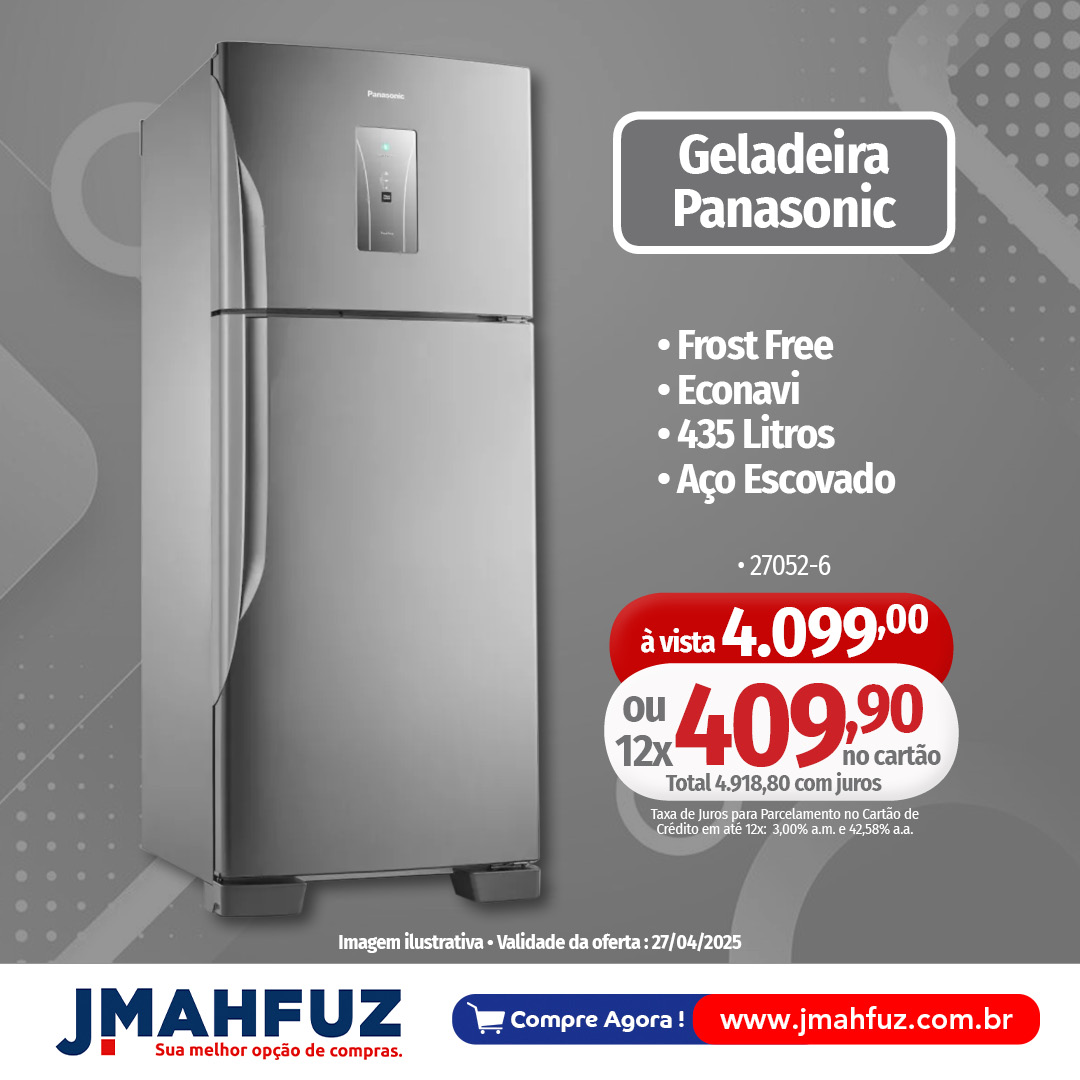 Panasonic
Geladeira
Panasonic
• Frost Free
• Econavi
• 435 Litros
• Aço Escovado
• 27052-6
à vista 4.099,00
ou
12x 409,90
no cartão
Total 4.918,80 com juros
Taxa de Juros para Parcelamento no Cartão de
Crédito em até 12x: 3,00% a.m. e 42,58% a.a.
Imagem ilustrativa • Validade da oferta : 27/04/2025
J.MAHFUZ
Sua melhor opção de compras.
Compre Agora !
www.jmahfuz.com.br